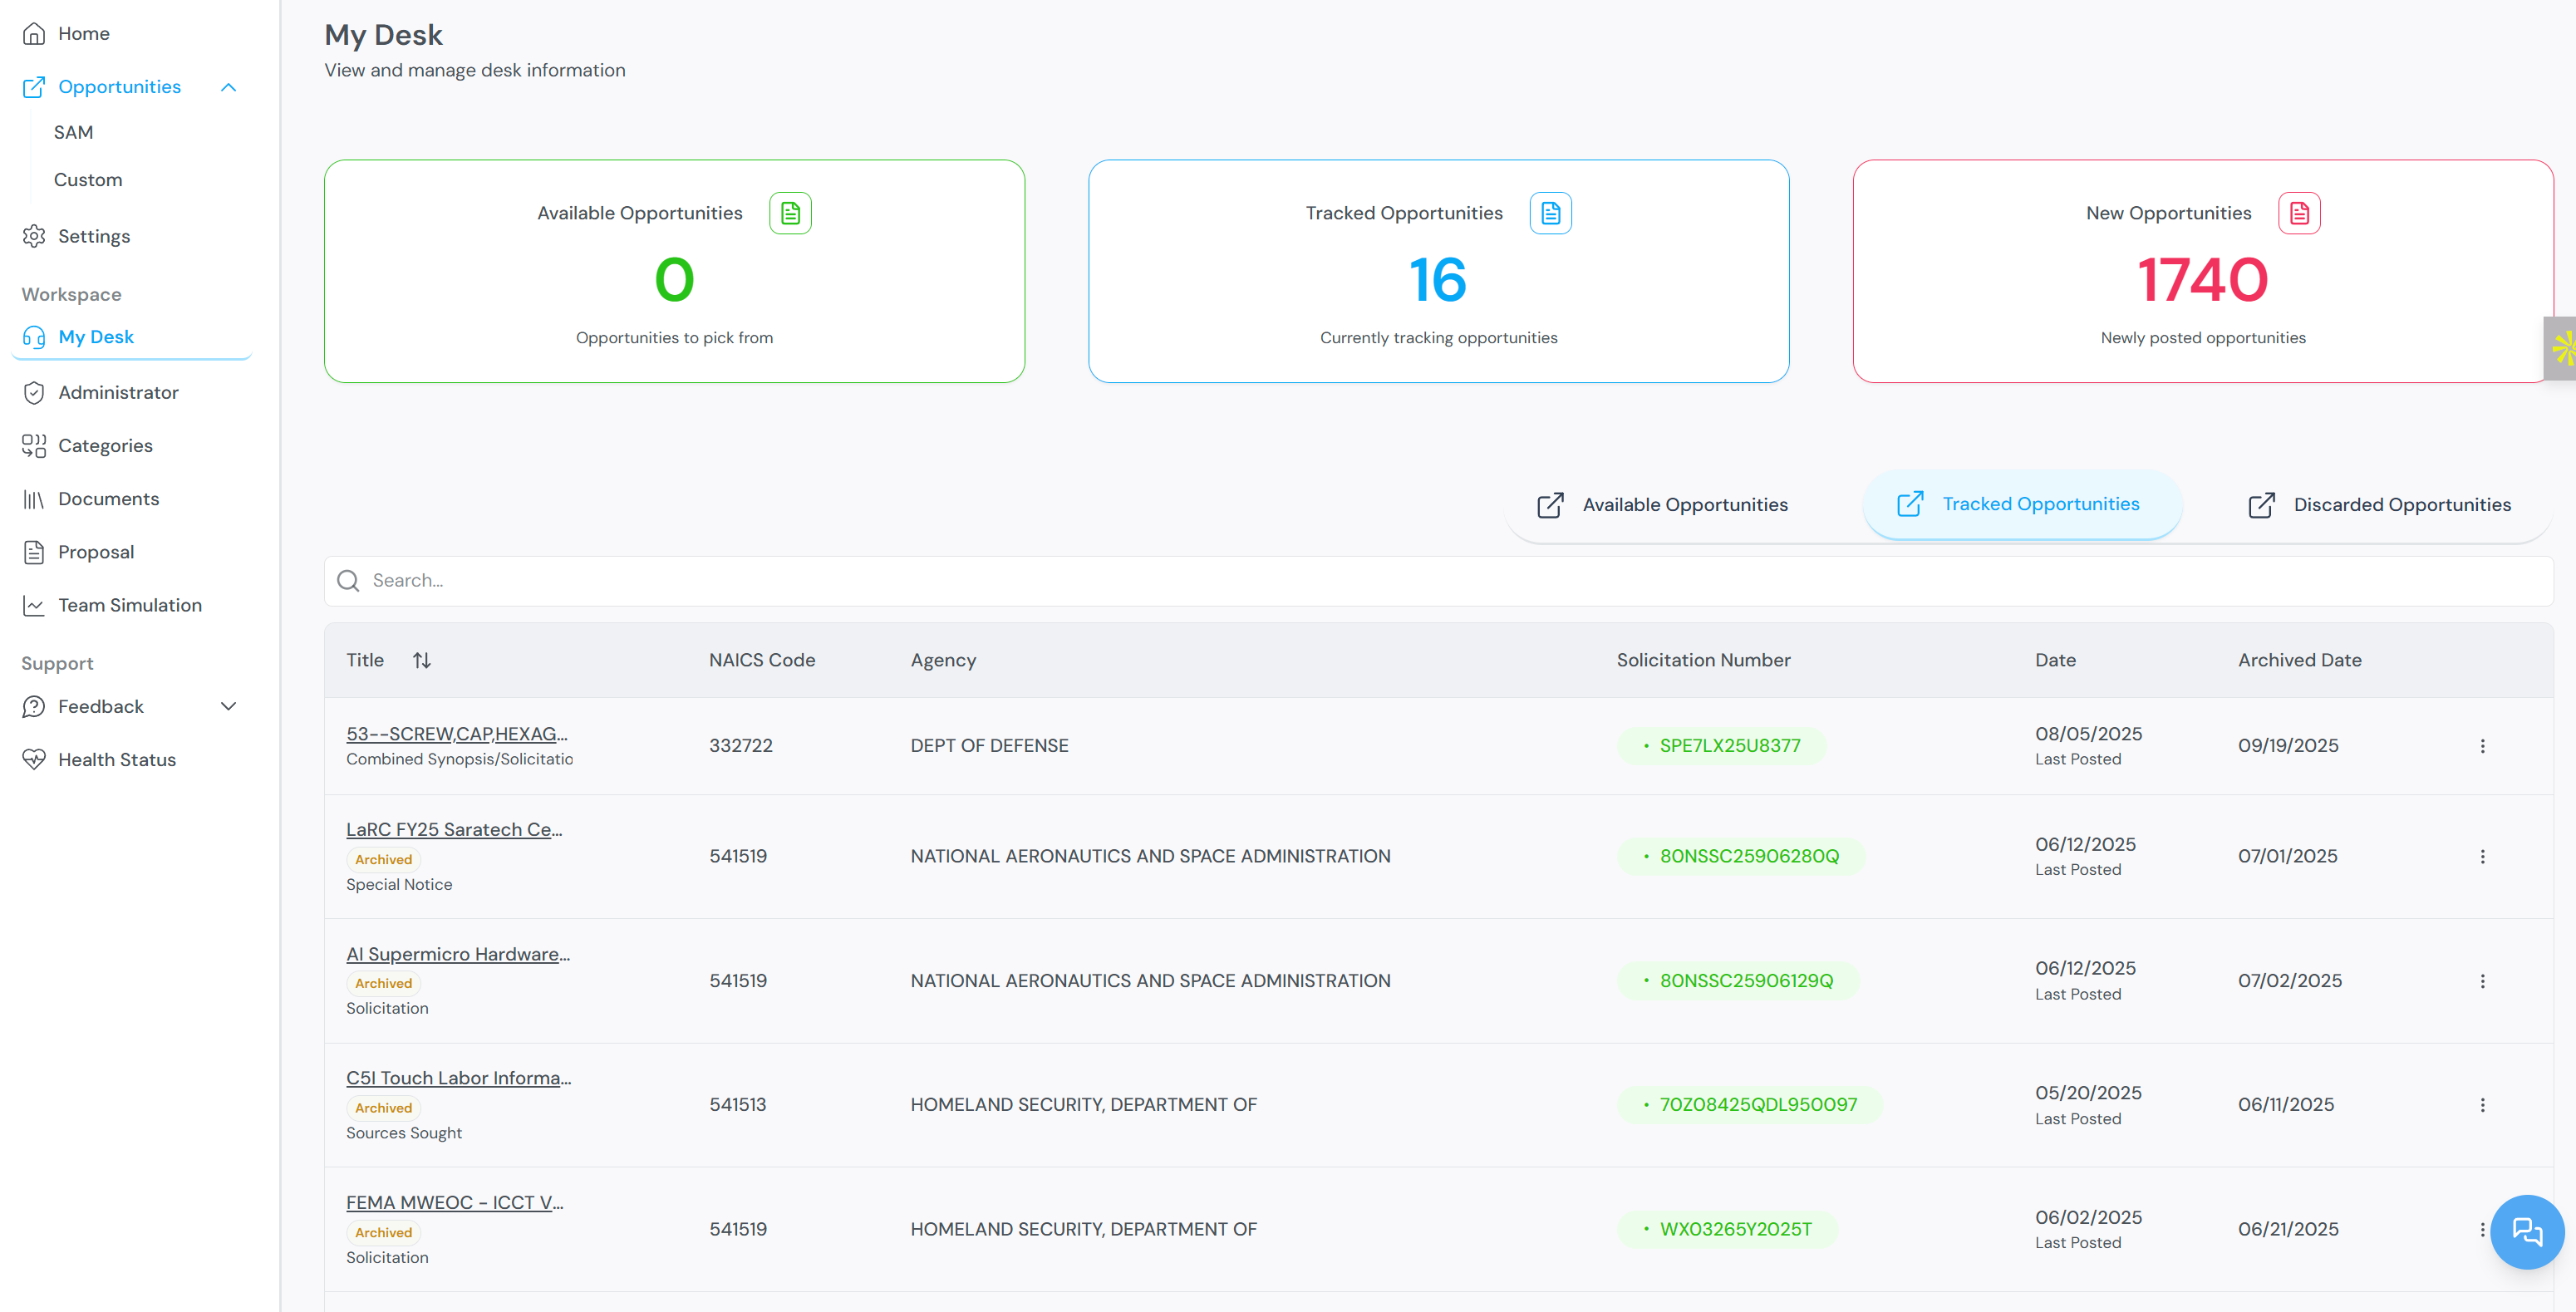 Home
Opportunities
SAM
Custom
Settings
Workspace
My Desk
Administrator
Categories
Documents
Proposal
Team Simulation
Support
Feedback
Health Status
My Desk
View and manage desk information
Available Opportunities
0
Opportunities to pick from
Tracked Opportunities
16
Currently tracking opportunities
New Opportunities
1740
Newly posted opportunities
Available Opportunities
Tracked Opportunities
Discarded Opportunities
Search...
Title NAICS Code Agency Solicitation Number Date Archived Date
53--SCREW,CAP,HEXAG...
Combined Synopsis/Solicitatio
332722
DEPT OF DEFENSE
• SPE7LX25U8377
08/05/2025
Last Posted
09/19/2025
LaRC FY25 Saratech Ce...
Archived
Special Notice
541519
NATIONAL AERONAUTICS AND SPACE ADMINISTRATION
• 80NSSC25906280Q
06/12/2025
Last Posted
07/01/2025
AI Supermicro Hardware...
Archived
Solicitation
541519
NATIONAL AERONAUTICS AND SPACE ADMINISTRATION
• 80NSSC25906129Q
06/12/2025
Last Posted
07/02/2025
C5I Touch Labor Informa...
Archived
Sources Sought
541513
HOMELAND SECURITY, DEPARTMENT OF
• 70Z08425QDL950097
05/20/2025
Last Posted
06/11/2025
FEMA MWEOC - ICCT V...
Archived
Solicitation
541519
HOMELAND SECURITY, DEPARTMENT OF
• WX03265Y2025T
06/02/2025
Last Posted
06/21/2025